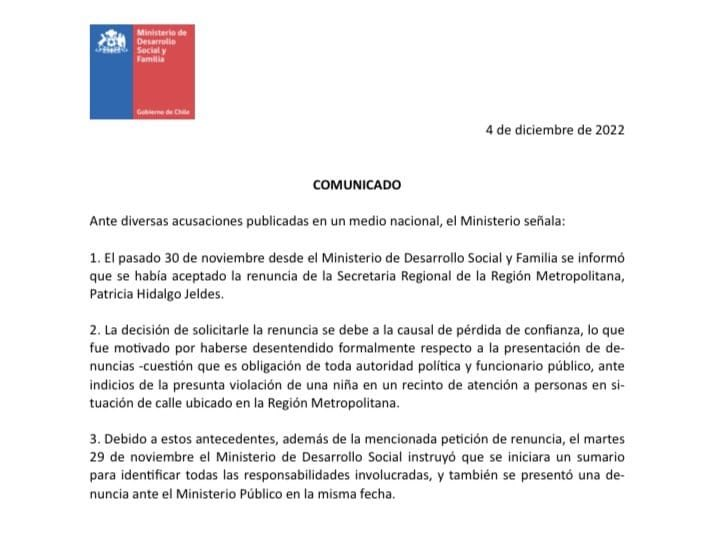 Ministerio de
Desarrollo
Social y
Familia
Gobierno de Chile
4 de diciembre de 2022
COMUNICADO
Ante diversas acusaciones publicadas en un medio nacional, el Ministerio señala:
1. El pasado 30 de noviembre desde el Ministerio de Desarrollo Social y Familia se informó
que se había aceptado la renuncia de la Secretaria Regional de la Región Metropolitana,
Patricia Hidalgo Jeldes.
2. La decisión de solicitarle la renuncia se debe a la causal de pérdida de confianza, lo que
fue motivado por haberse desentendido formalmente respecto a la presentación de de-
nuncias -cuestión que es obligación de toda autoridad política y funcionario público, ante
indicios de la presunta violación de una niña en un recinto de atención a personas en si-
tuación de calle ubicado en la Región Metropolitana.
3. Debido a estos antecedentes, además de la mencionada petición de renuncia, el martes
29 de noviembre el Ministerio de Desarrollo Social instruyó que se iniciara un sumario
para identificar todas las responsabilidades involucradas, y también se presentó una de-
nuncia ante el Ministerio Público en la misma fecha.